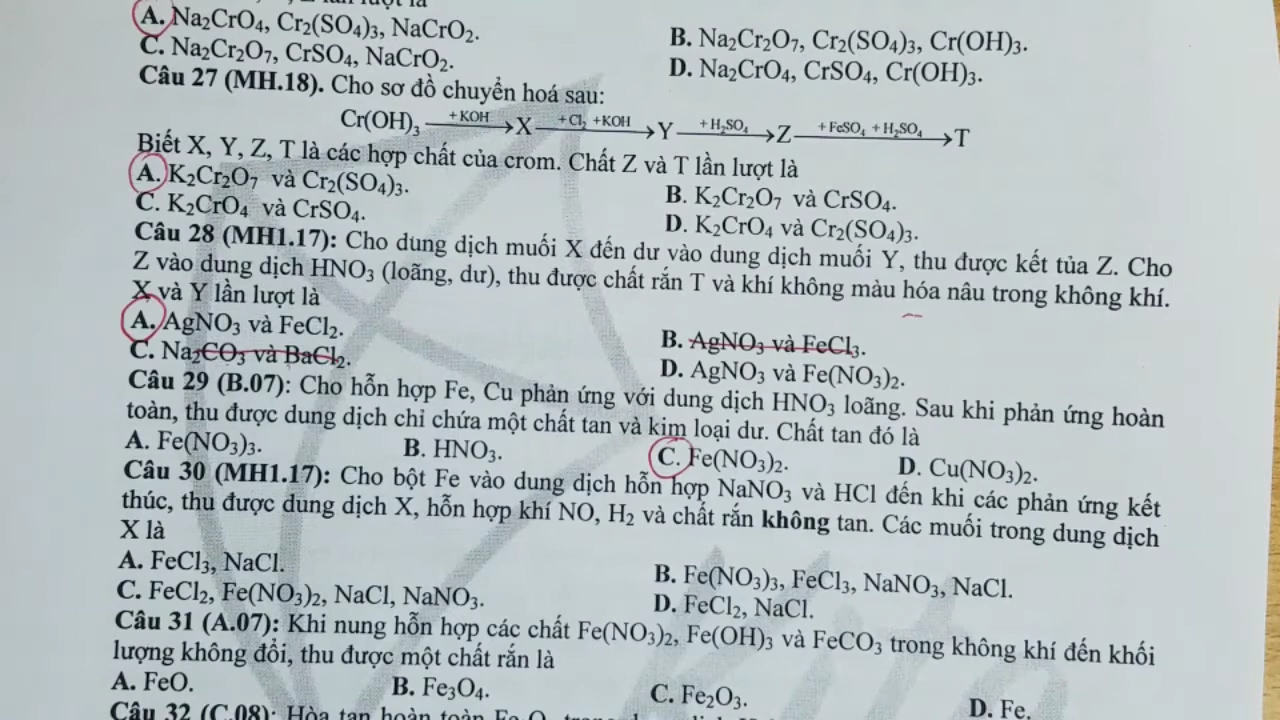 A. Na₂CrO₄, Cr₂(SO₄)₃, NaCrO₂.
B. Na₂Cr₂O₇, Cr₂(SO₄)₃, Cr(OH)₃.
C. Na₂Cr₂O₇, CrSO₄, NaCrO₂.
D. Na₂CrO₄, CrSO₄, Cr(OH)₃.
Câu 27 (MH.18). Cho sơ đồ chuyển hoá sau:
Cr(OH)₃ +KOH → X +Cl₂ +KOH → Y +H₂SO₄ → Z +FeSO₄ +H₂SO₄ → T
Biết X, Y, Z, T là các hợp chất của crom. Chất Z và T lần lượt là
A. K₂Cr₂O₇ và Cr₂(SO₄)₃.
B. K₂Cr₂O₇ và CrSO₄.
C. K₂CrO₄ và CrSO₄.
D. K₂CrO₄ và Cr₂(SO₄)₃.
Câu 28 (MH1.17): Cho dung dịch muối X đến dư vào dung dịch muối Y, thu được kết tủa Z. Cho
Z vào dung dịch HNO₃ (loãng, dư), thu được chất rắn T và khí không màu hóa nâu trong không khí.
X và Y lần lượt là
A. AgNO₃ và FeCl₂.
B. AgNO₃ và FeCl₃.
C. Na₂CO₃ và BaCl₂.
D. AgNO₃ và Fe(NO₃)₂.
Câu 29 (B.07): Cho hỗn hợp Fe, Cu phản ứng với dung dịch HNO₃ loãng. Sau khi phản ứng hoàn
toàn, thu được dung dịch chỉ chứa một chất tan và kim loại dư. Chất tan đó là
A. Fe(NO₃)₃.
B. HNO₃.
C. Fe(NO₃)₂.
D. Cu(NO₃)₂.
Câu 30 (MH1.17): Cho bột Fe vào dung dịch hỗn hợp NaNO₃ và HCl đến khi các phản ứng kết
thúc, thu được dung dịch X, hỗn hợp khí NO, H₂ và chất rắn không tan. Các muối trong dung dịch
X là
A. FeCl₃, NaCl.
B. Fe(NO₃)₃, FeCl₃, NaNO₃, NaCl.
C. FeCl₂, Fe(NO₃)₂, NaCl, NaNO₃.
D. FeCl₂, NaCl.
Câu 31 (A.07): Khi nung hỗn hợp các chất Fe(NO₃)₂, Fe(OH)₃ và FeCO₃ trong không khí đến khối
lượng không đổi, thu được một chất rắn là
A. FeO.
B. Fe₃O₄.
C. Fe₂O₃.
D. Fe.
Câu 32 (C.08): Hòa tan hoàn toàn